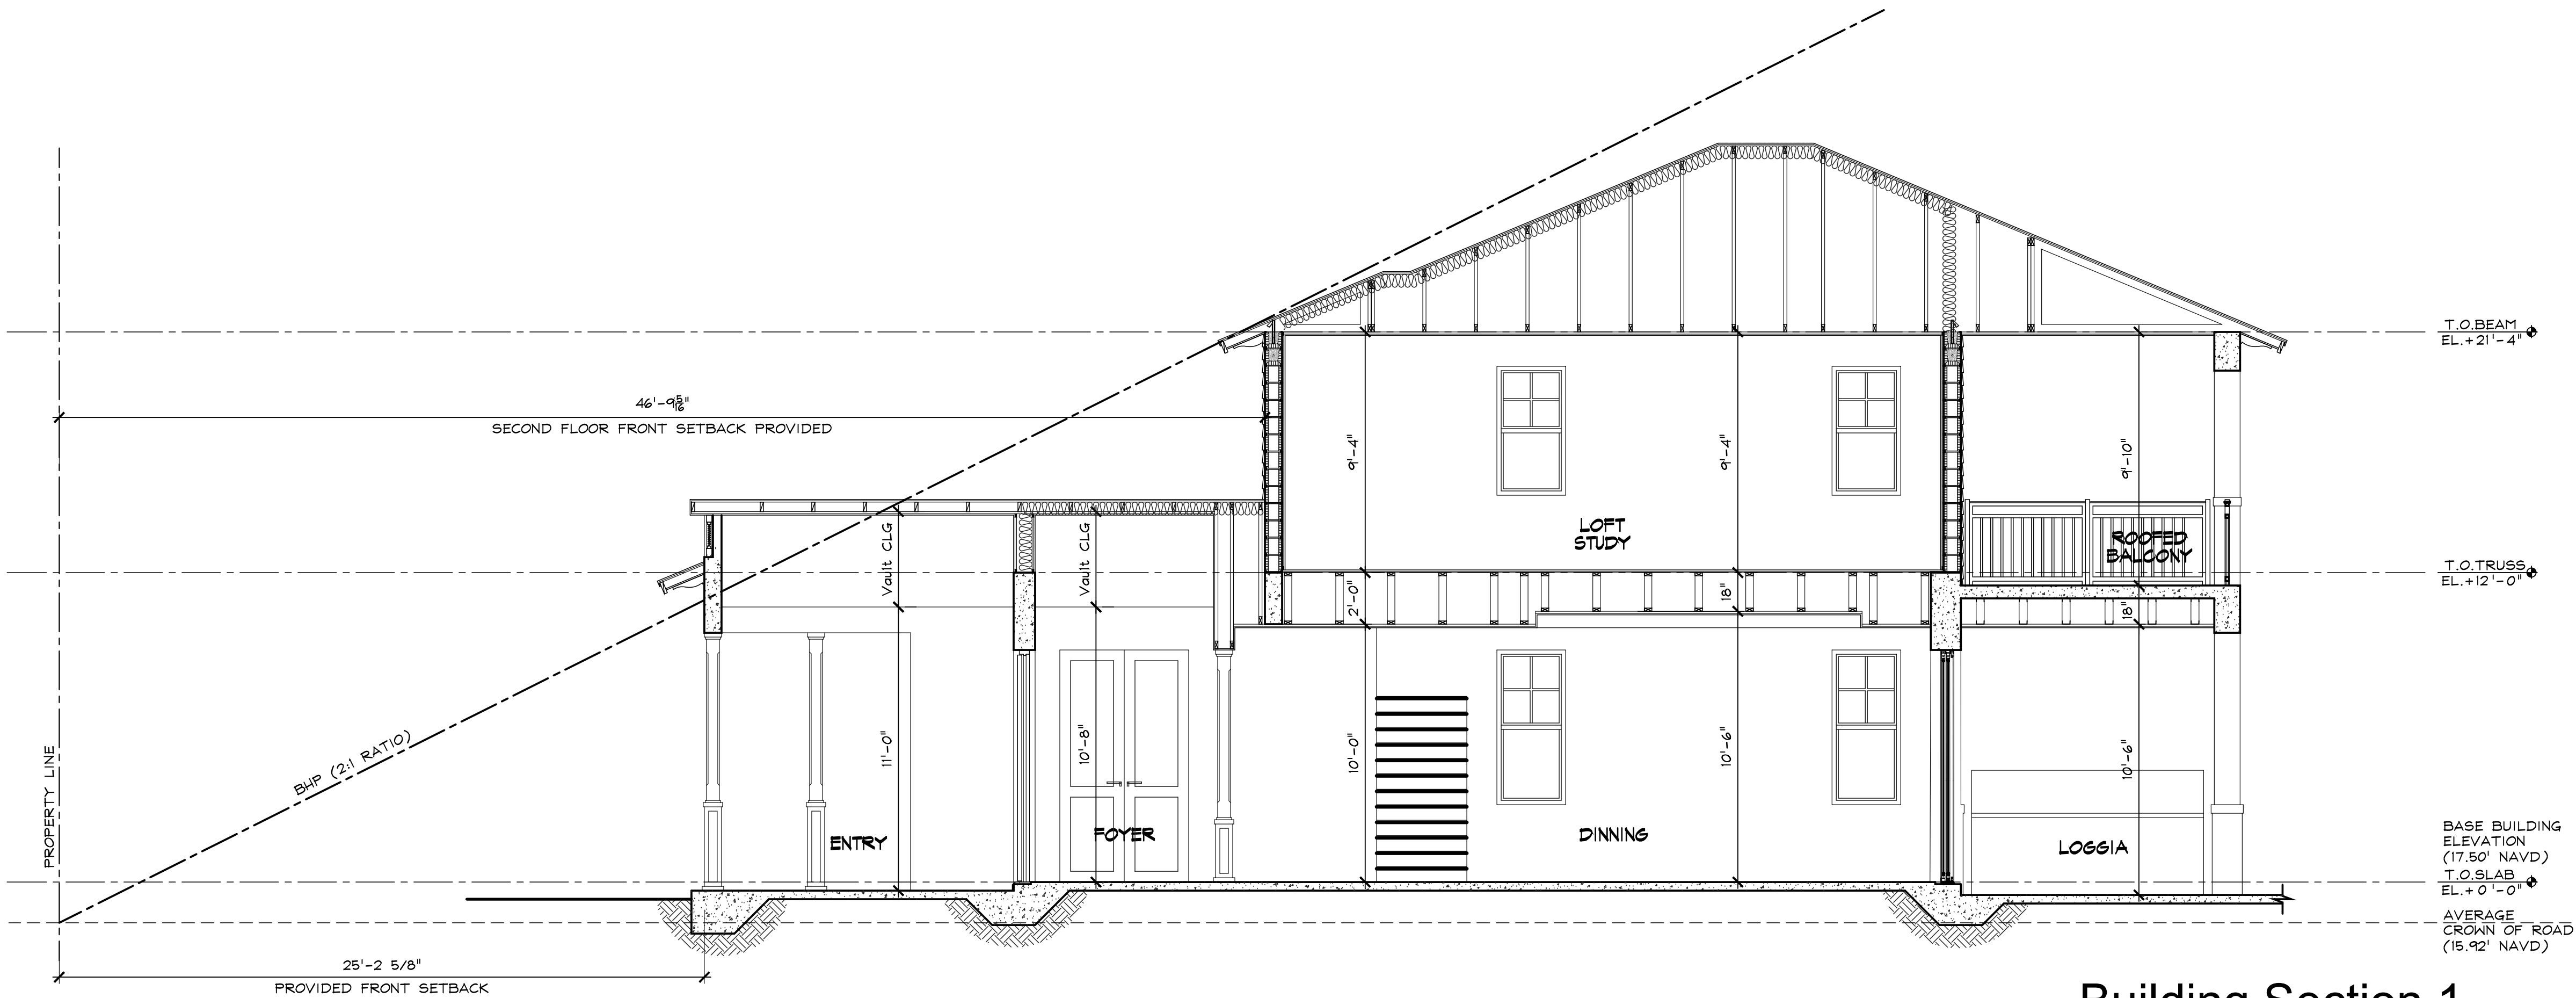 T.O.BEAM
EL.+21'-4"
46'-9 5/16"
SECOND FLOOR FRONT SETBACK PROVIDED
9'-4"
9'-4"
9'-10"
Vault CLG
Vault CLG
LOFT
STUDY
ROOFED
BALCONY
T.O.TRUSS
EL.+12'-0"
2'-0"
18"
18"
PROPERTY LINE
BHP (2:1 RATIO)
11'-0"
10'-8"
10'-0"
10'-6"
10'-6"
ENTRY
FOYER
DINNING
LOGGIA
BASE BUILDING
ELEVATION
(17.50' NAVD)
T.O.SLAB
EL.+0'-0"
AVERAGE
CROWN OF ROAD
(15.92' NAVD)
25'-2 5/8"
PROVIDED FRONT SETBACK
Building Section 1